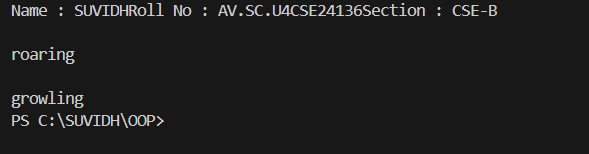 Name : SUVIDHRoll No : AV.SC.U4CSE24136Section : CSE-B
roaring
growling
PS C:\SUVIDH\OOP>